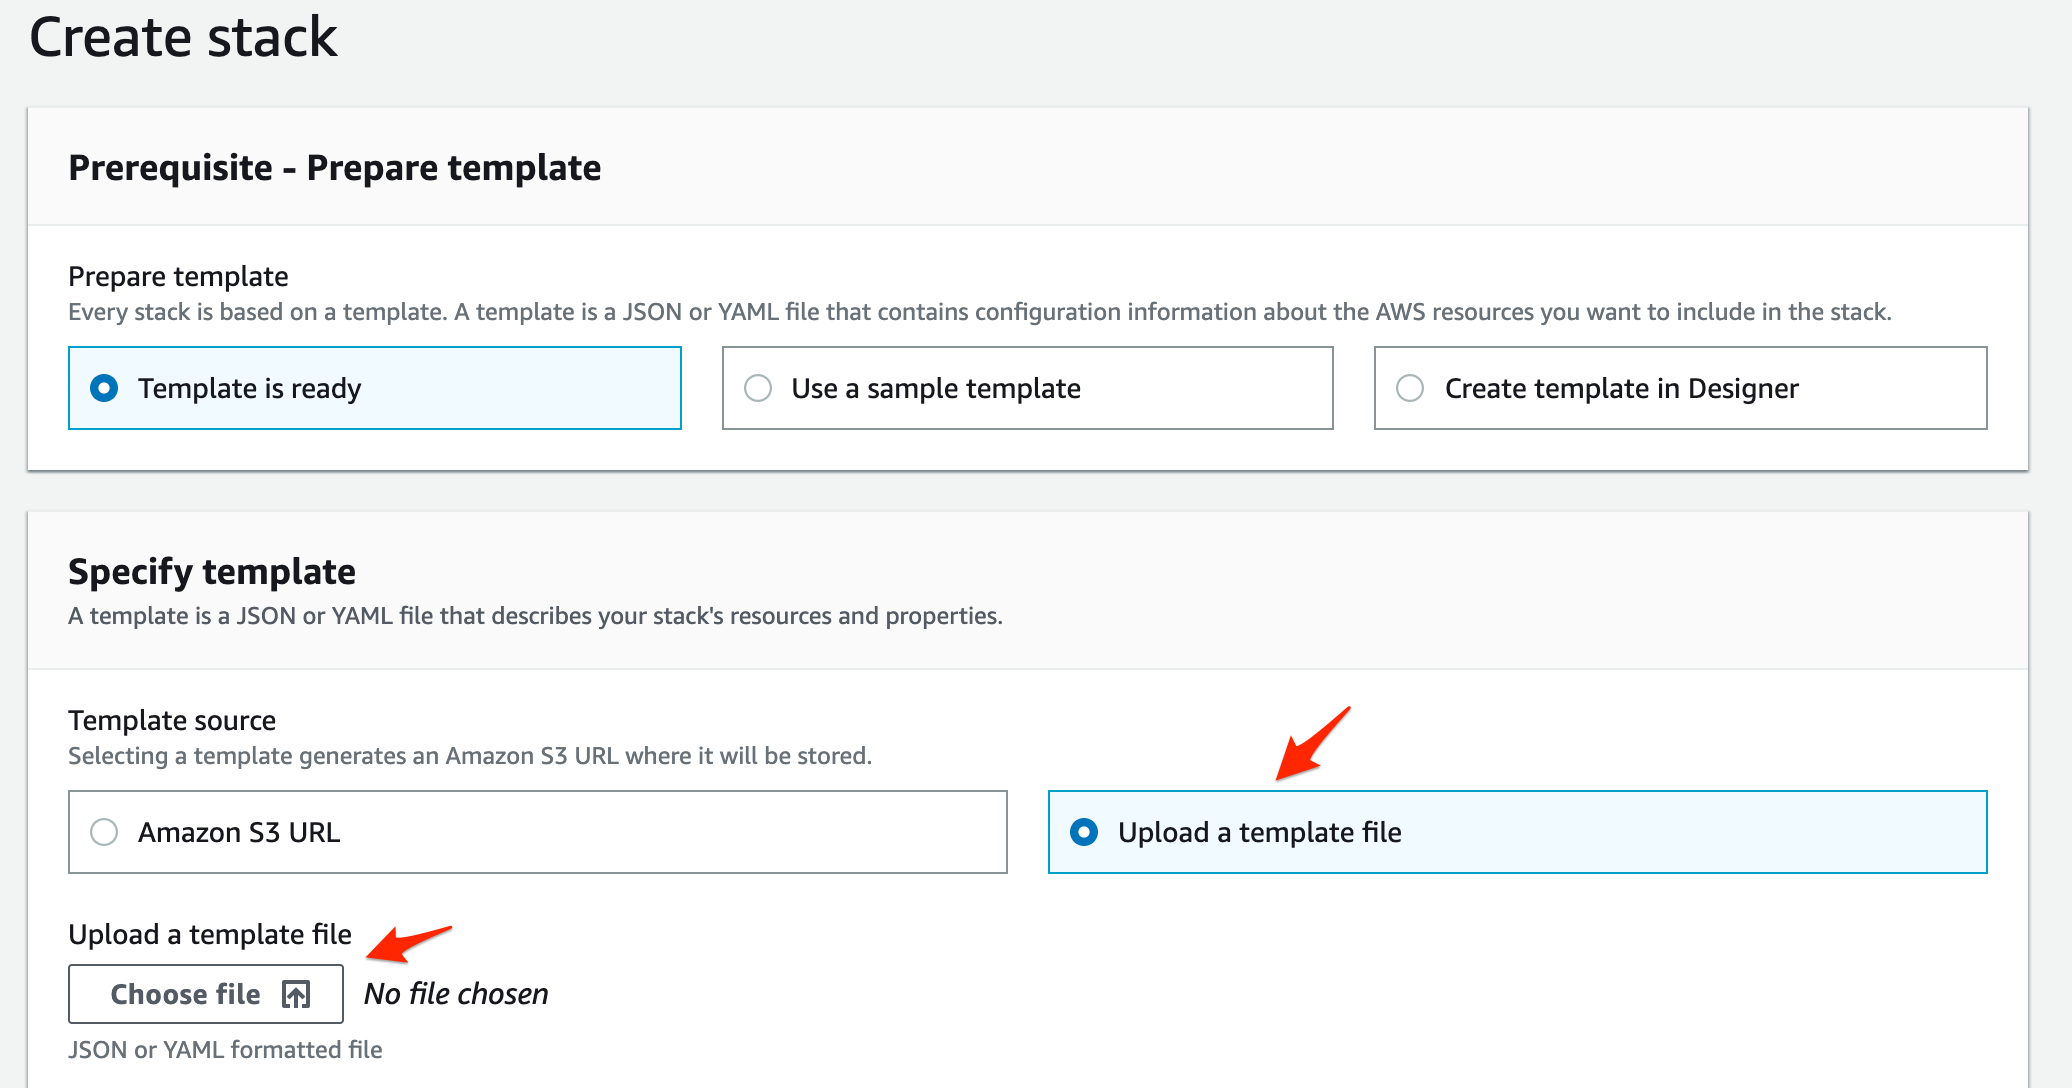 Create stack
Prerequisite - Prepare template
Prepare template
Every stack is based on a template. A template is a JSON or YAML file that contains configuration information about the AWS resources you want to include in the stack.
Template is ready
Use a sample template
Create template in Designer
Specify template
A template is a JSON or YAML file that describes your stack's resources and properties.
Template source
Selecting a template generates an Amazon S3 URL where it will be stored.
Amazon S3 URL
Upload a template file
Upload a template file
Choose file
No file chosen
JSON or YAML formatted file